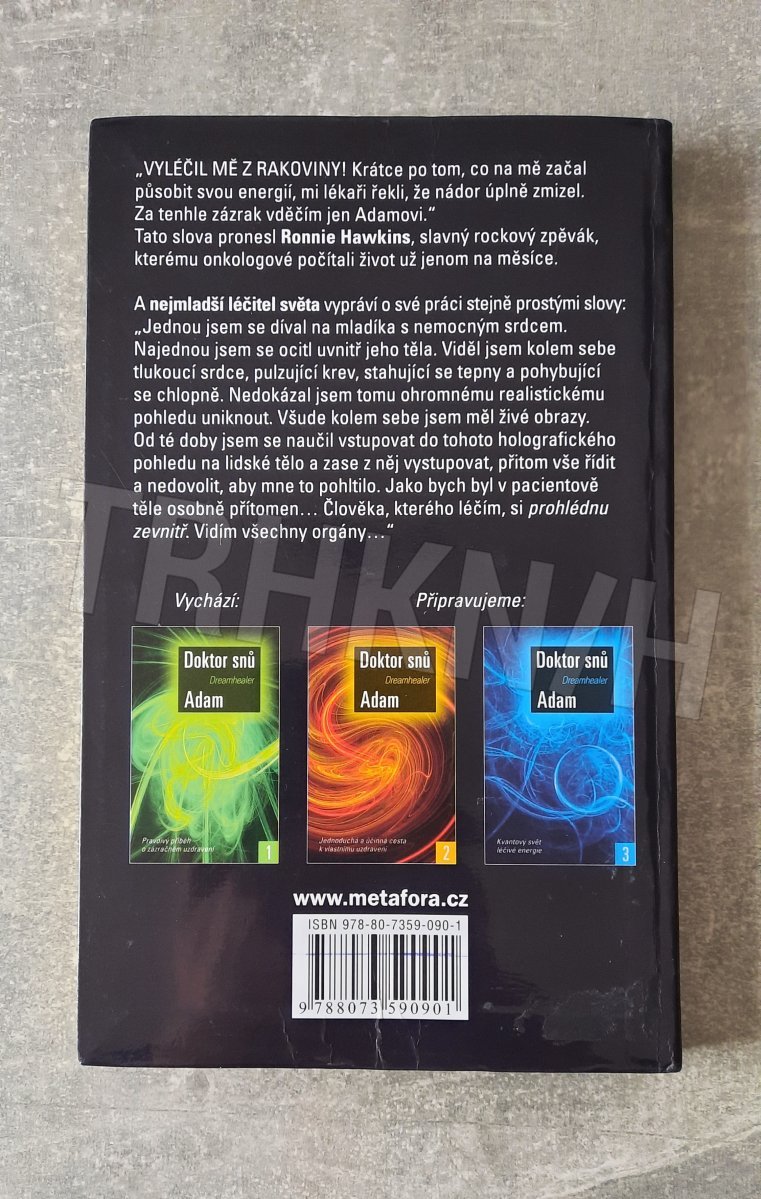 „VYLÉČIL MĚ Z RAKOVINY! Krátce po tom, co na mě začal
působit svou energií, mi lékaři řekli, že nádor úplně zmizel.
Za tenhle zázrak vděčím jen Adamovi.“
Tato slova pronesl Ronnie Hawkins, slavný rockový zpěvák,
kterému onkologové počítali život už jenom na měsíce.
A nejmladší léčitel světa vypráví o své práci stejně prostými slovy:
„Jednou jsem se díval na mladíka s nemocným srdcem.
Najednou jsem se ocitl uvnitř jeho těla. Viděl jsem kolem sebe
tlukoucí srdce, pulzující krev, stahující se tepny a pohybující
se chlopně. Nedokázal jsem tomu ohromnému realistickému
pohledu uniknout. Všude kolem sebe jsem měl živé obrazy.
Od té doby jsem se naučil vstupovat do tohoto holografického
pohledu na lidské tělo a zase z něj vystupovat, přitom vše řídit
a nedovolit, aby mne to pohltilo. Jako bych byl v pacientově
těle osobně přítomen… Člověka, kterého léčím, si prohlédnu
zevnitř. Vidím všechny orgány…“
TRHKNIH
Vychází:
Připravujeme:
Doktor snů
Dreamhealer
Adam
Pravdivý příběh
o zázračném uzdravení
1
Doktor snů
Dreamhealer
Adam
Jednoduchá a účinná cesta
k vlastnímu uzdravení
2
Doktor snů
Dreamhealer
Adam
Kvantový svět
léčivé energie
3
www.metafora.cz
ISBN 978-80-7359-090-1
9 788073 590901